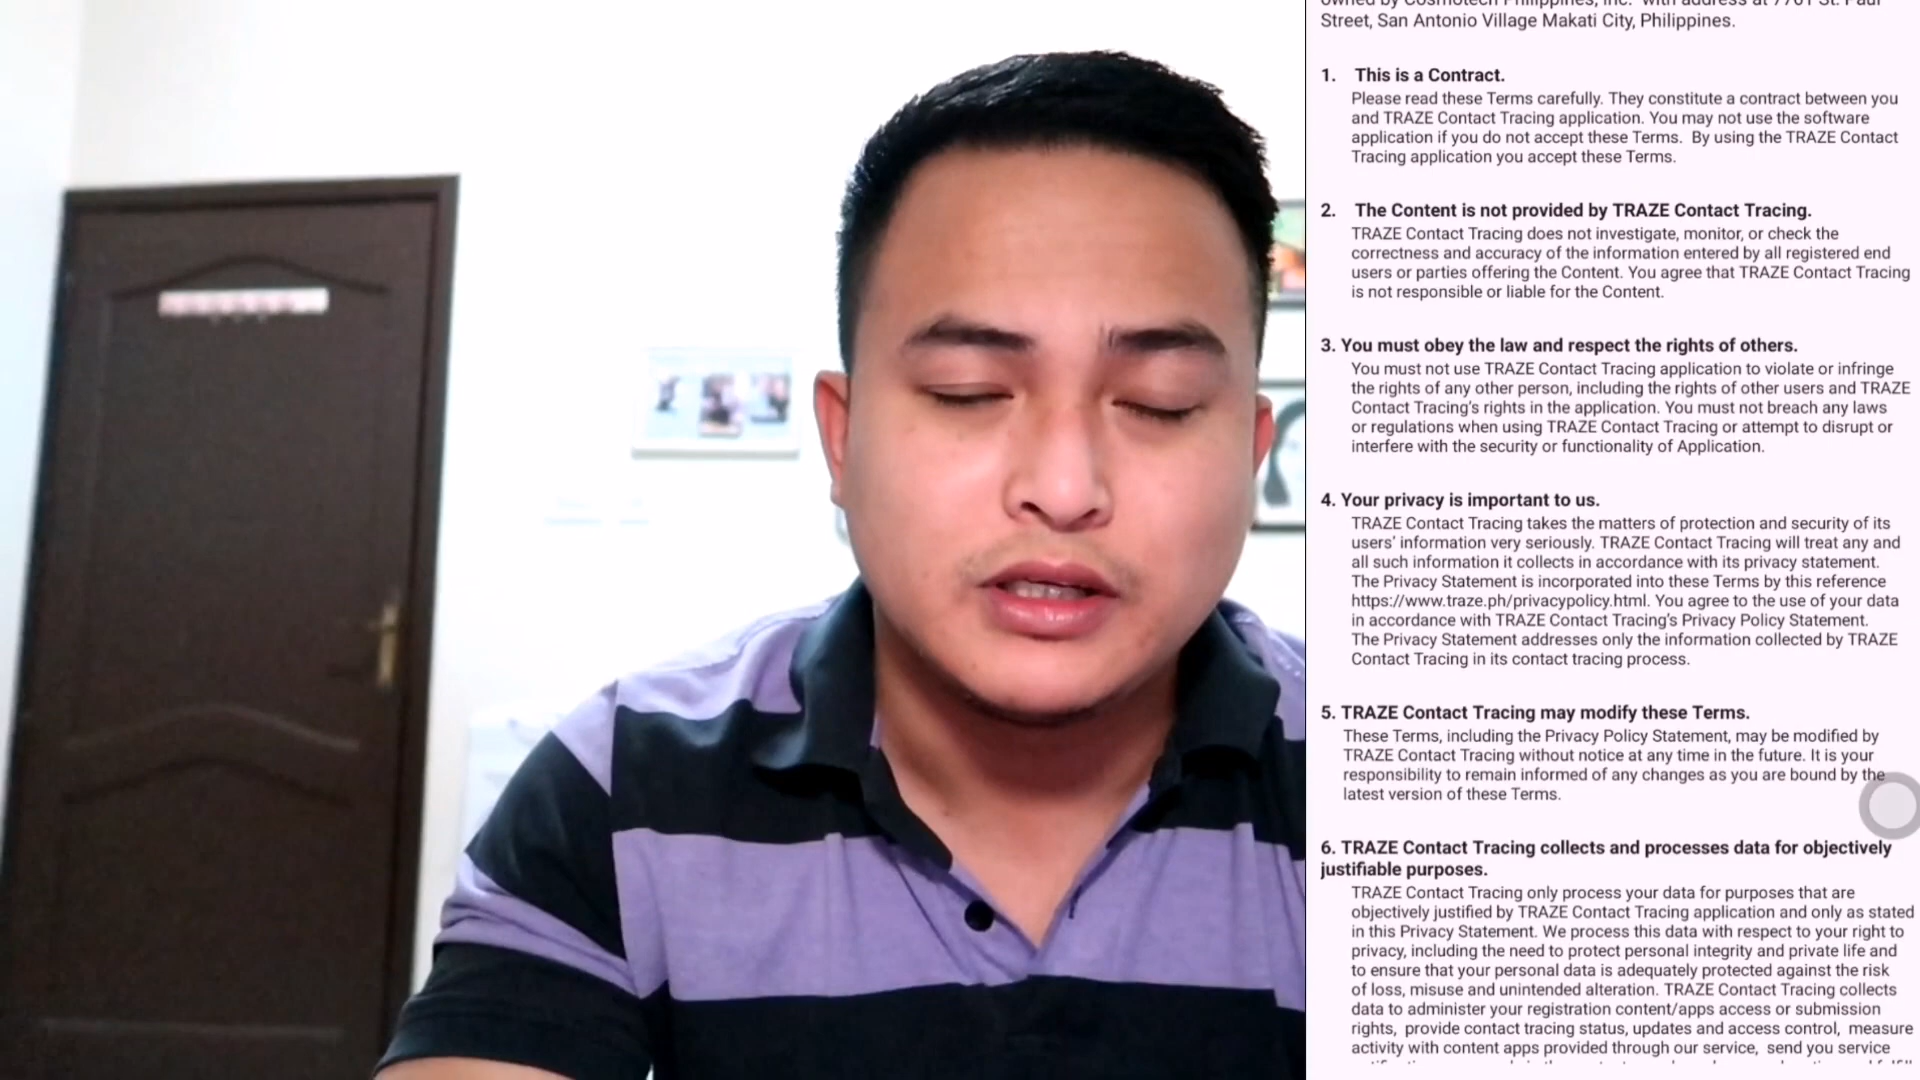 owned by Cosmotech Philippines, Inc. with address at 7761 St. Paul
Street, San Antonio Village Makati City, Philippines.
1. This is a Contract.
Please read these Terms carefully. They constitute a contract between you
and TRAZE Contact Tracing application. You may not use the software
application if you do not accept these Terms. By using the TRAZE Contact
Tracing application you accept these Terms.
2. The Content is not provided by TRAZE Contact Tracing.
TRAZE Contact Tracing does not investigate, monitor, or check the
correctness and accuracy of the information entered by all registered end
users or parties offering the Content. You agree that TRAZE Contact Tracing
is not responsible or liable for the Content.
3. You must obey the law and respect the rights of others.
You must not use TRAZE Contact Tracing application to violate or infringe
the rights of any other person, including the rights of other users and TRAZE
Contact Tracing's rights in the application. You must not breach any laws
or regulations when using TRAZE Contact Tracing or attempt to disrupt or
interfere with the security or functionality of Application.
4. Your privacy is important to us.
TRAZE Contact Tracing takes the matters of protection and security of its
users' information very seriously. TRAZE Contact Tracing will treat any and
all such information it collects in accordance with its privacy statement.
The Privacy Statement is incorporated into these Terms by this reference
https://www.traze.ph/privacypolicy.html. You agree to the use of your data
in accordance with TRAZE Contact Tracing's Privacy Policy Statement.
The Privacy Statement addresses only the information collected by TRAZE
Contact Tracing in its contact tracing process.
5. TRAZE Contact Tracing may modify these Terms.
These Terms, including the Privacy Policy Statement, may be modified by
TRAZE Contact Tracing without notice at any time in the future. It is your
responsibility to remain informed of any changes as you are bound by the
latest version of these Terms.
6. TRAZE Contact Tracing collects and processes data for objectively
justifiable purposes.
TRAZE Contact Tracing only process your data for purposes that are
objectively justified by TRAZE Contact Tracing application and only as stated
in this Privacy Statement. We process this data with respect to your right to
privacy, including the need to protect personal integrity and private life and
to ensure that your personal data is adequately protected against the risk
of loss, misuse and unintended alteration. TRAZE Contact Tracing collects
data to administer your registration content/apps access or submission
rights, provide contact tracing status, updates and access control, measure
activity with content apps provided through our service, send you service